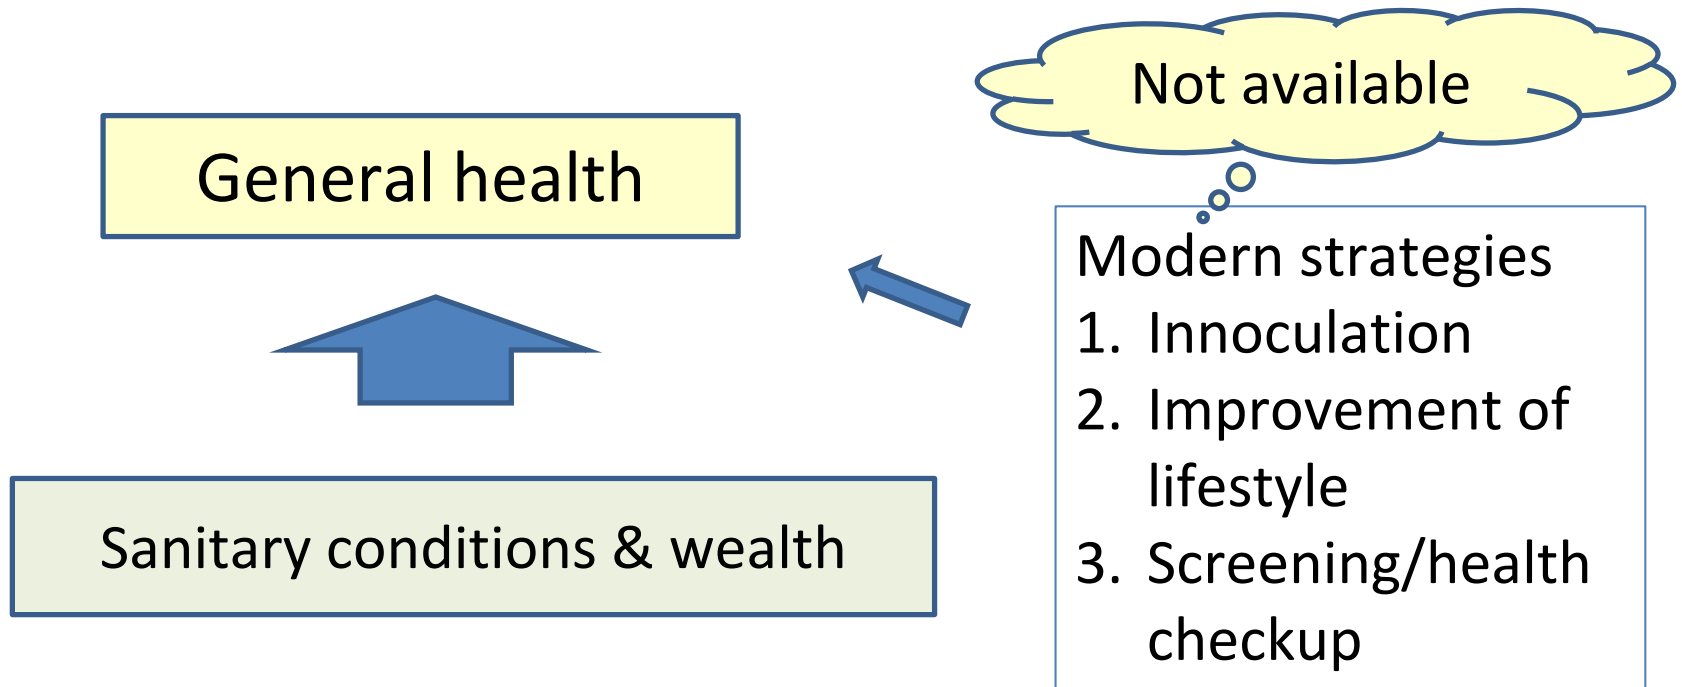 Not available
General health
Modern strategies
1. Innoculation
2. Improvement of
lifestyle
3. Screening/health
checkup
Sanitary conditions & wealth